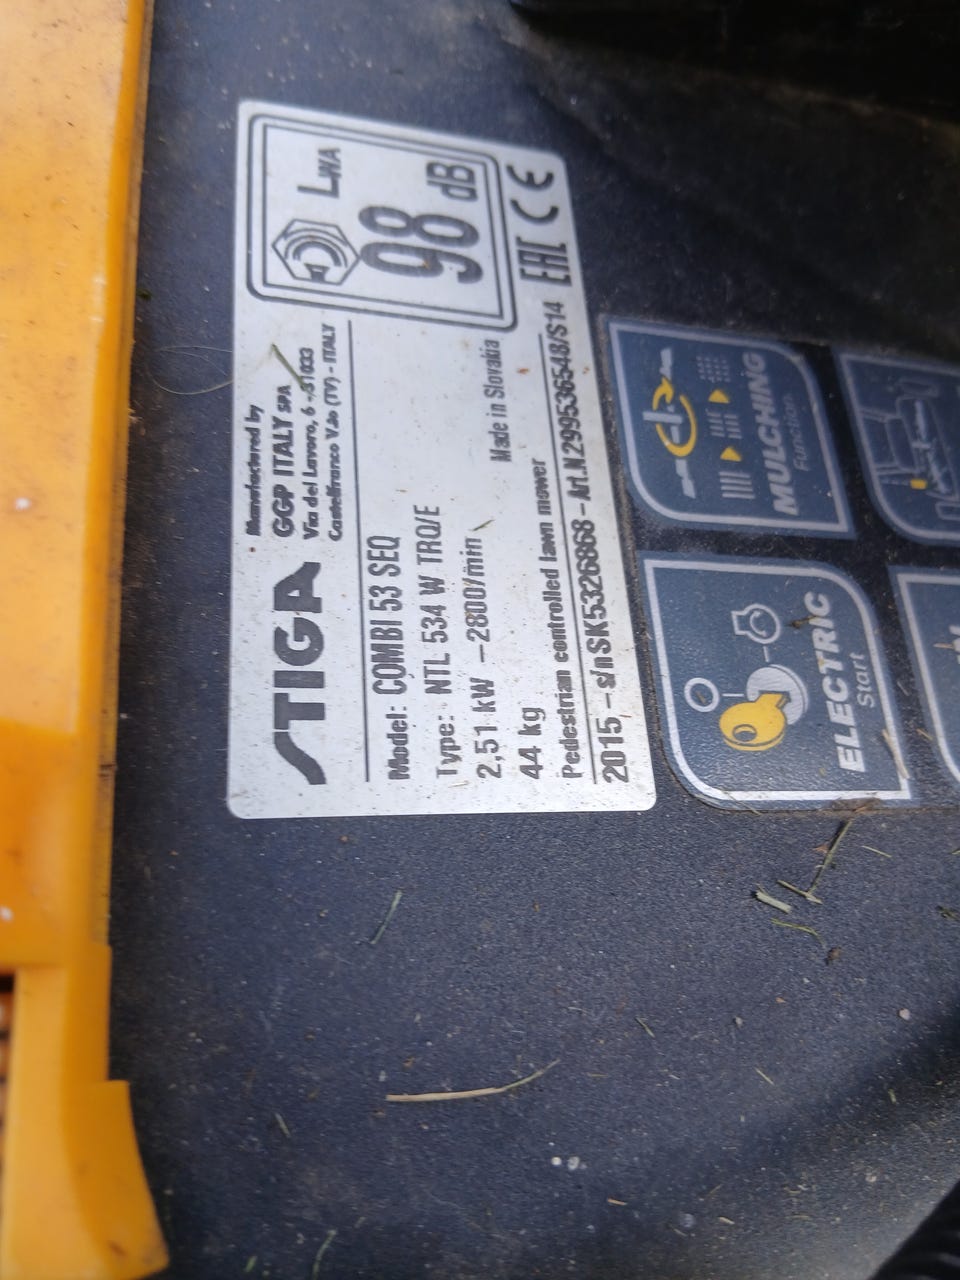 STIGA
Manufactured by
GGP ITALY SPA
Via del Lavoro, 6 - 31033
Castelfranco V.to (TV) - ITALY
LWA
98
dB
Model: COMBI 53 SEQ
Type: NTL 534 W TRQ/E
2,51 kW - 2800/min
44 kg
Made in Slovakia
EAC CE
Pedestrian controlled lawn mower
2015 - s/n SK5326868 - Art.N 299536548/S14
ELECTRIC
Start
MULCHING
Function